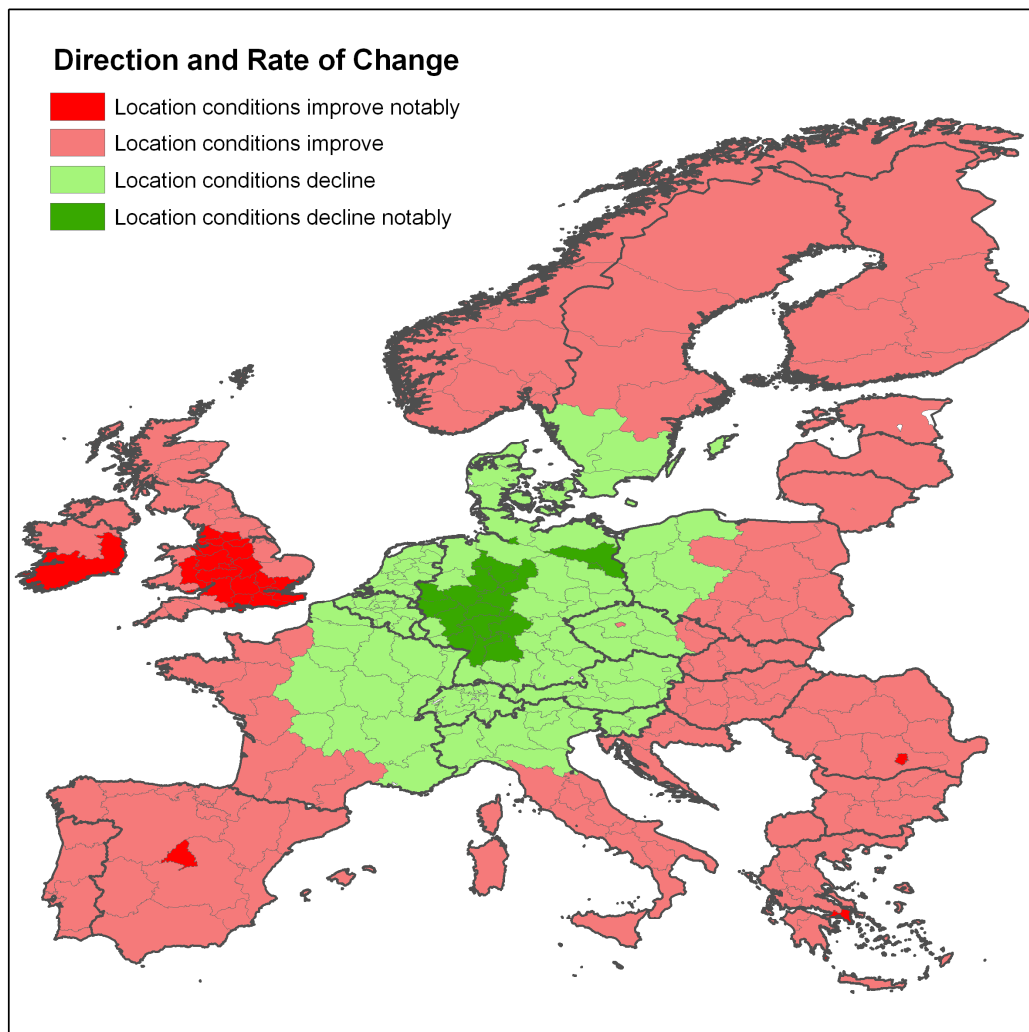 Direction and Rate of Change
Location conditions improve notably
Location conditions improve
Location conditions decline
Location conditions decline notably